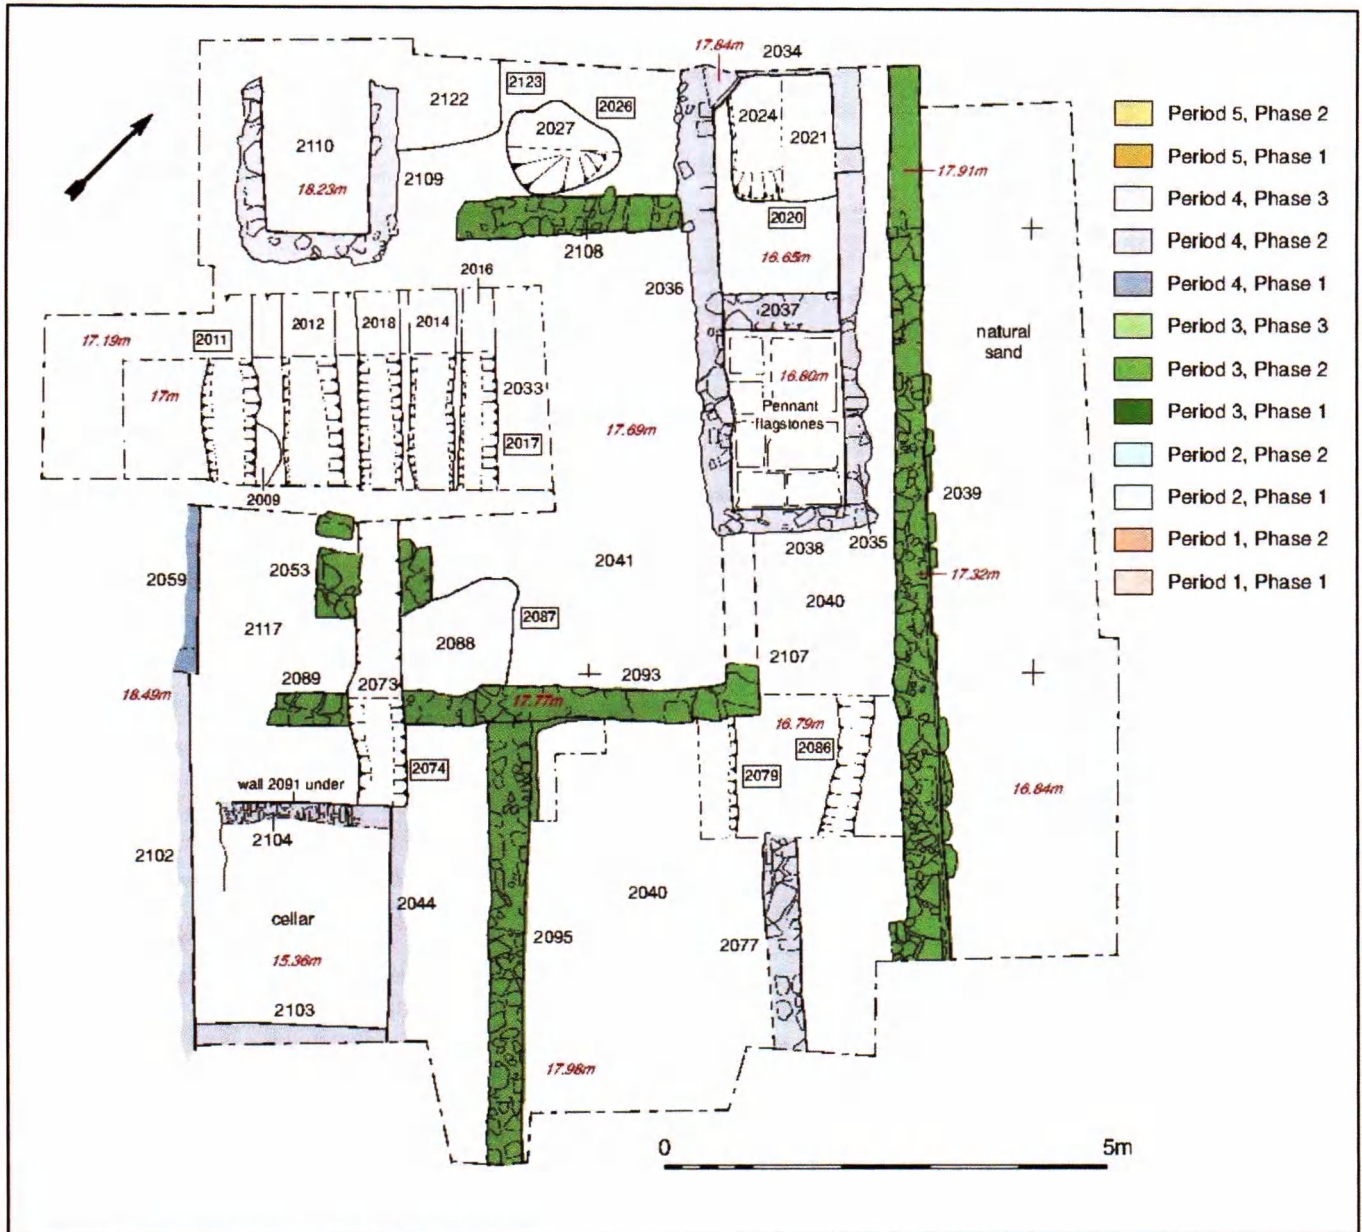 17.84m
2034
2123
2026
2122
2027
2024
2021
2110
18.23m
2109
17.91m
2020
2108
16.65m
2016
2036
2037
natural
sand
17.19m
2011
2012
2018
2014
17m
2033
2017
16.80m
Pennant
flagstones
17.69m
2009
2039
2038
2035
2059
2053
2041
17.32m
2117
2087
2040
2088
2107
2089
2073
2093
18.49m
17.77m
16.79m
2086
2074
2079
wall 2091 under
16.84m
2104
2102
2044
2040
cellar
2095
2077
15.36m
2103
17.98m
0 5m
Period 5, Phase 2
Period 5, Phase 1
Period 4, Phase 3
Period 4, Phase 2
Period 4, Phase 1
Period 3, Phase 3
Period 3, Phase 2
Period 3, Phase 1
Period 2, Phase 2
Period 2, Phase 1
Period 1, Phase 2
Period 1, Phase 1